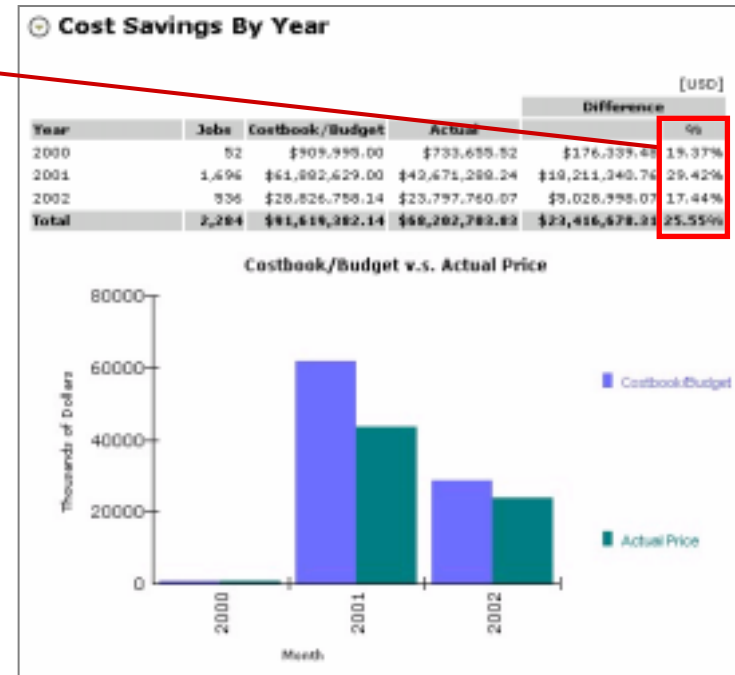 Cost Savings By Year
[USD]
Difference
Year Jobs Costbook/Budget Actual %
2000 52 $909,995.00 $733,655.52 $176,339.48 19.37%
2001 1,696 $61,882,629.00 $43,671,288.24 $18,211,340.76 29.42%
2002 536 $28,826,758.14 $23,797,760.07 $5,028,998.07 17.44%
Total 2,284 $91,619,382.14 $68,202,703.83 $23,416,678.31 25.55%
Costbook/Budget v.s. Actual Price
80000
60000
40000
20000
0
Thousands of Dollars
2000
2001
2002
Month
Costbook/Budget
Actual Price